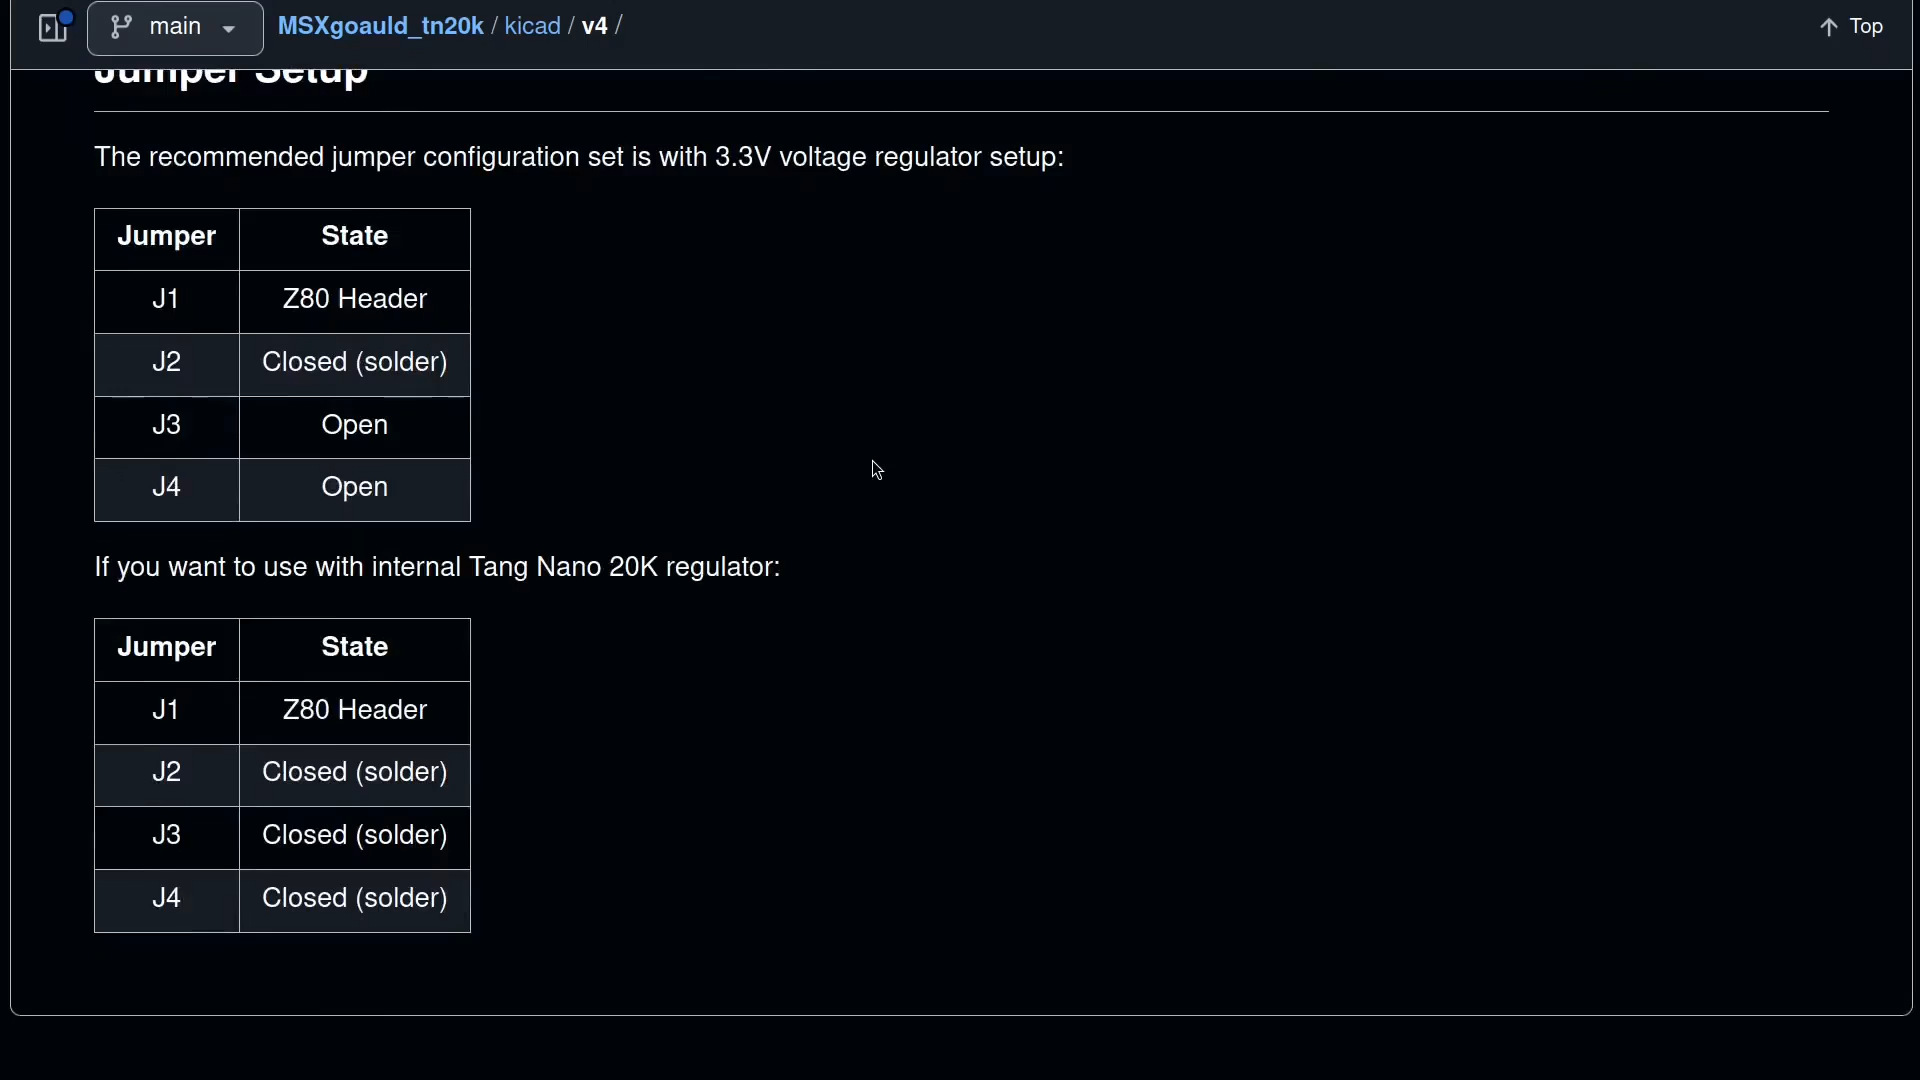 main
MSXgoauld_tn20k / kicad / v4 /
Top
Jumper Setup
The recommended jumper configuration set is with 3.3V voltage regulator setup:
Jumper State
J1 Z80 Header
J2 Closed (solder)
J3 Open
J4 Open
If you want to use with internal Tang Nano 20K regulator:
Jumper State
J1 Z80 Header
J2 Closed (solder)
J3 Closed (solder)
J4 Closed (solder)